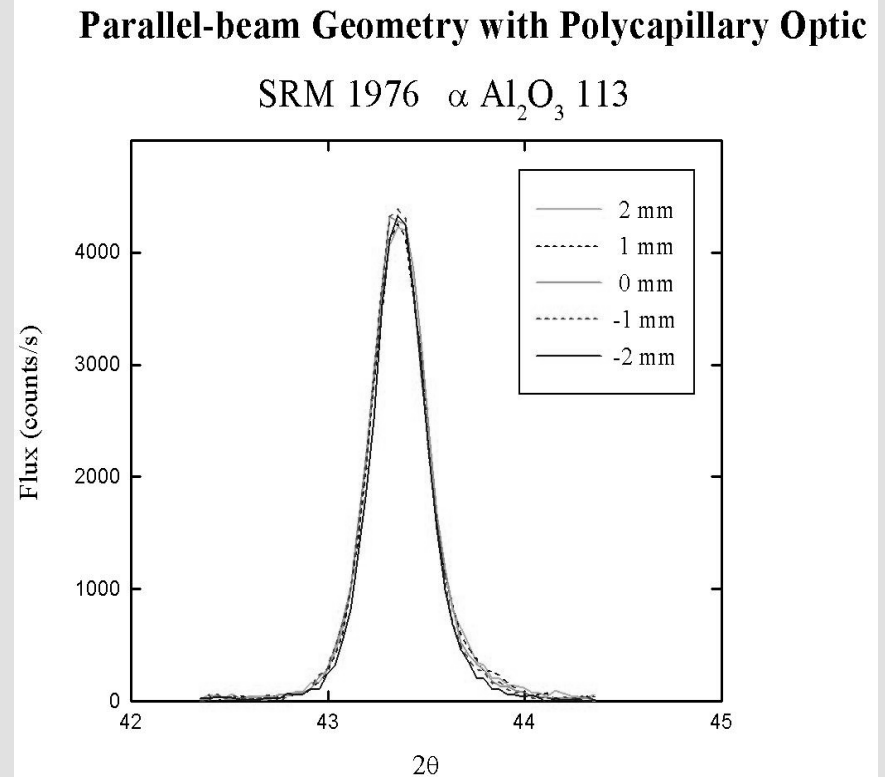 Parallel-beam Geometry with Polycapillary Optic
SRM 1976 α Al₂O₃ 113
2 mm
1 mm
0 mm
-1 mm
-2 mm
Flux (counts/s)
4000
3000
2000
1000
0
42 43 44 45
2θ